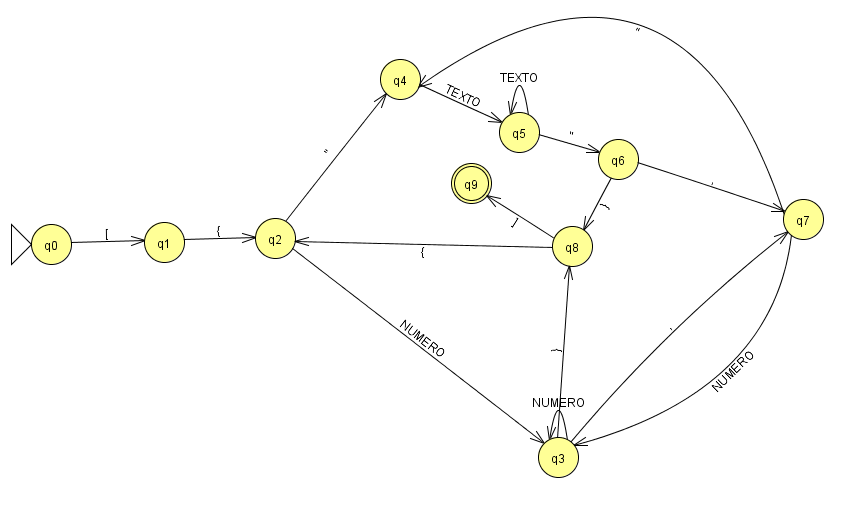 "
q4
TEXTO
TEXTO
q5
"
q6
"
q9
,
}
q7
q0
[
q1
{
q2
]
q8
{
NUMERO
,
}
NUMERO
NUMERO
q3